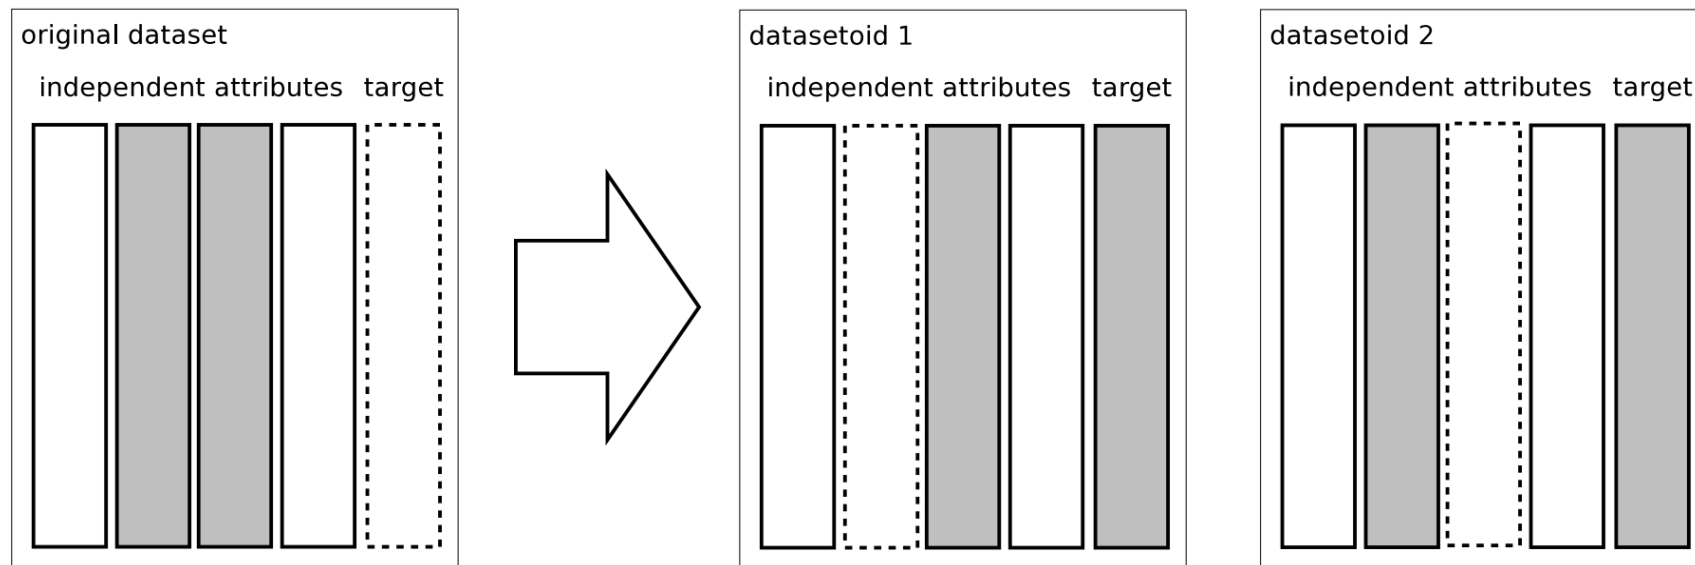 original dataset
independent attributes target
datasetoid 1
independent attributes target
datasetoid 2
independent attributes target